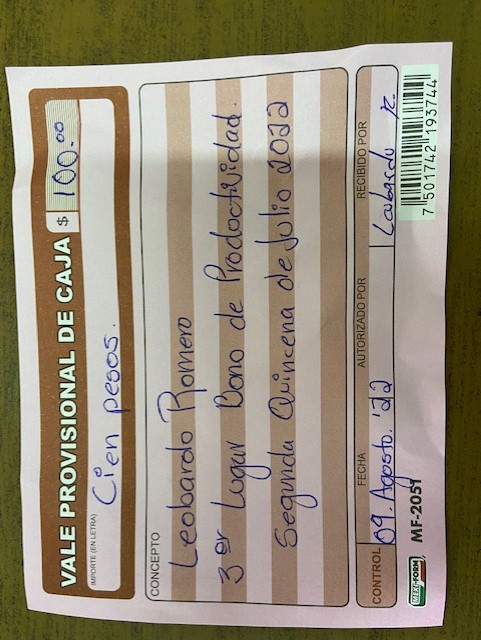 VALE PROVISIONAL DE CAJA $ 100.00
IMPORTE (EN LETRA)
Cien pesos.
CONCEPTO
Leobardo Romero
3er Lugar Bono de Productividad.
Segunda Quincena de Julio 2022
CONTROL
FECHA
AUTORIZADO POR
RECIBIDO POR
09. Agosto. '22
Leobardo R.
MEXI-FORM
MF-2051
7 501742 193744